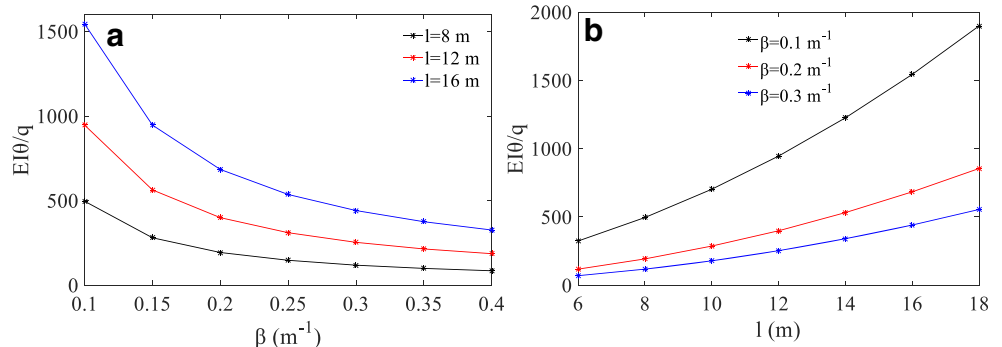 a
l=8 m
l=12 m
l=16 m
EIθ/q
1500
1000
500
0
0.1 0.15 0.2 0.25 0.3 0.35 0.4
β (m⁻¹)
b
β=0.1 m⁻¹
β=0.2 m⁻¹
β=0.3 m⁻¹
EIθ/q
2000
1500
1000
500
0
6 8 10 12 14 16 18
l (m)